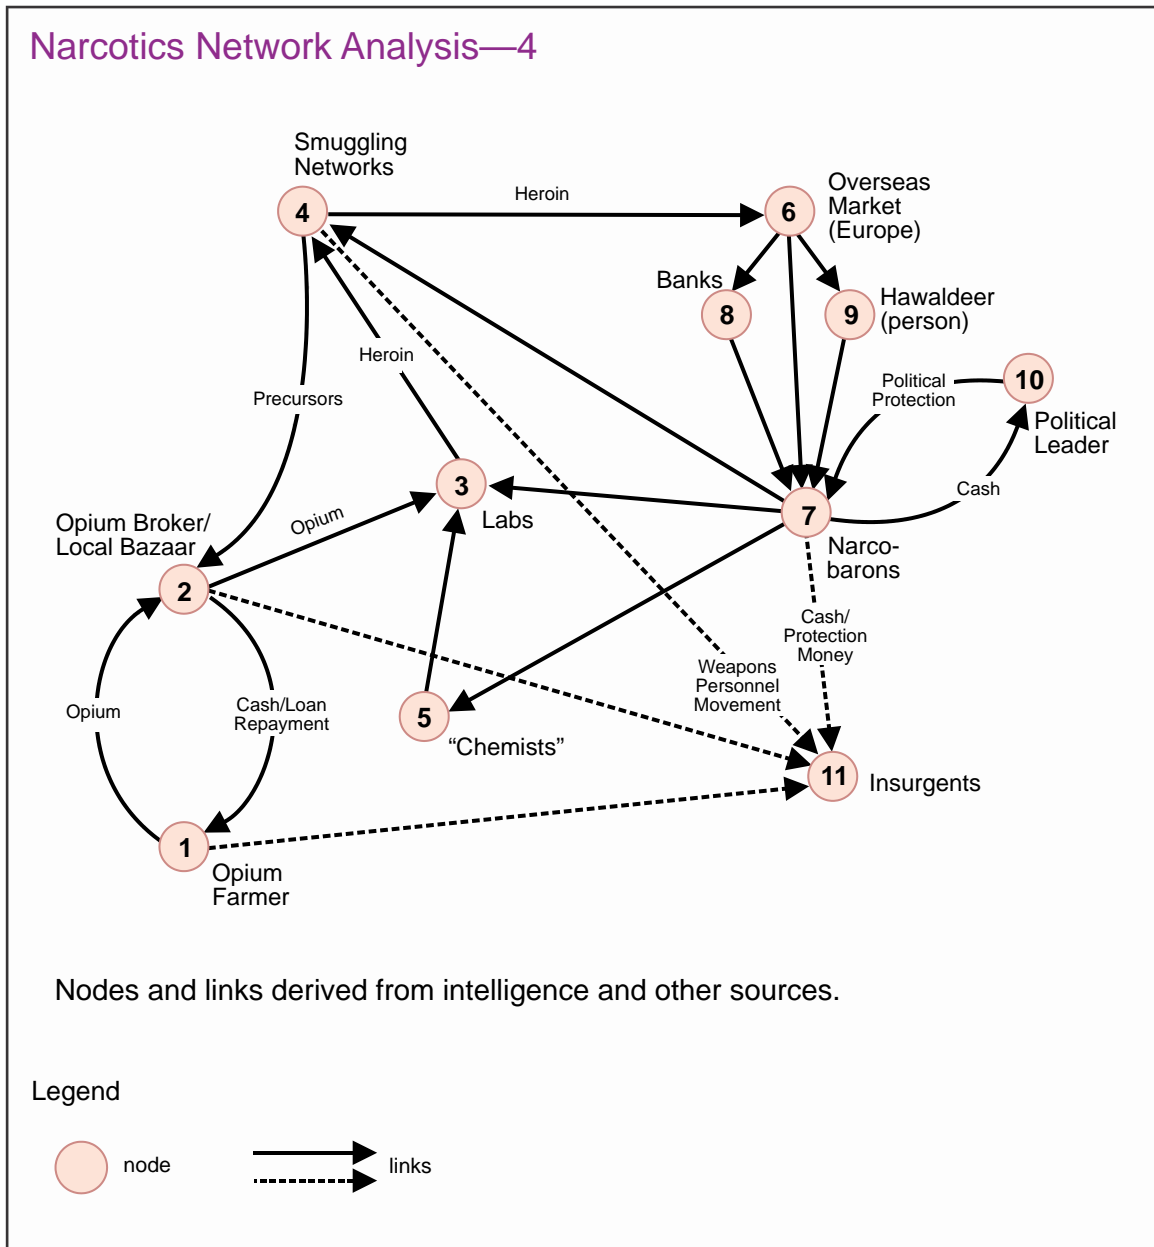 Narcotics Network Analysis—4
Smuggling
Networks
4
Heroin
6
Overseas
Market
(Europe)
Banks
8
9
Hawaldeer
(person)
Heroin
Precursors
10
Political
Protection
Political
Leader
3
Labs
Cash
7
Narco-
barons
Opium Broker/
Local Bazaar
Opium
2
Cash/
Protection
Money
Weapons
Personnel
Movement
Opium
Cash/Loan
Repayment
5
“Chemists”
11
Insurgents
1
Opium
Farmer
Nodes and links derived from intelligence and other sources.
Legend
node
links